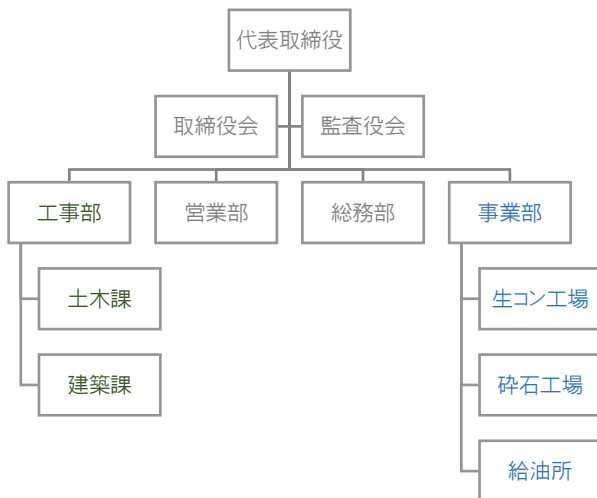 代表取締役
取締役会
監査役会
工事部
営業部
総務部
事業部
土木課
生コン工場
建築課
砕石工場
給油所